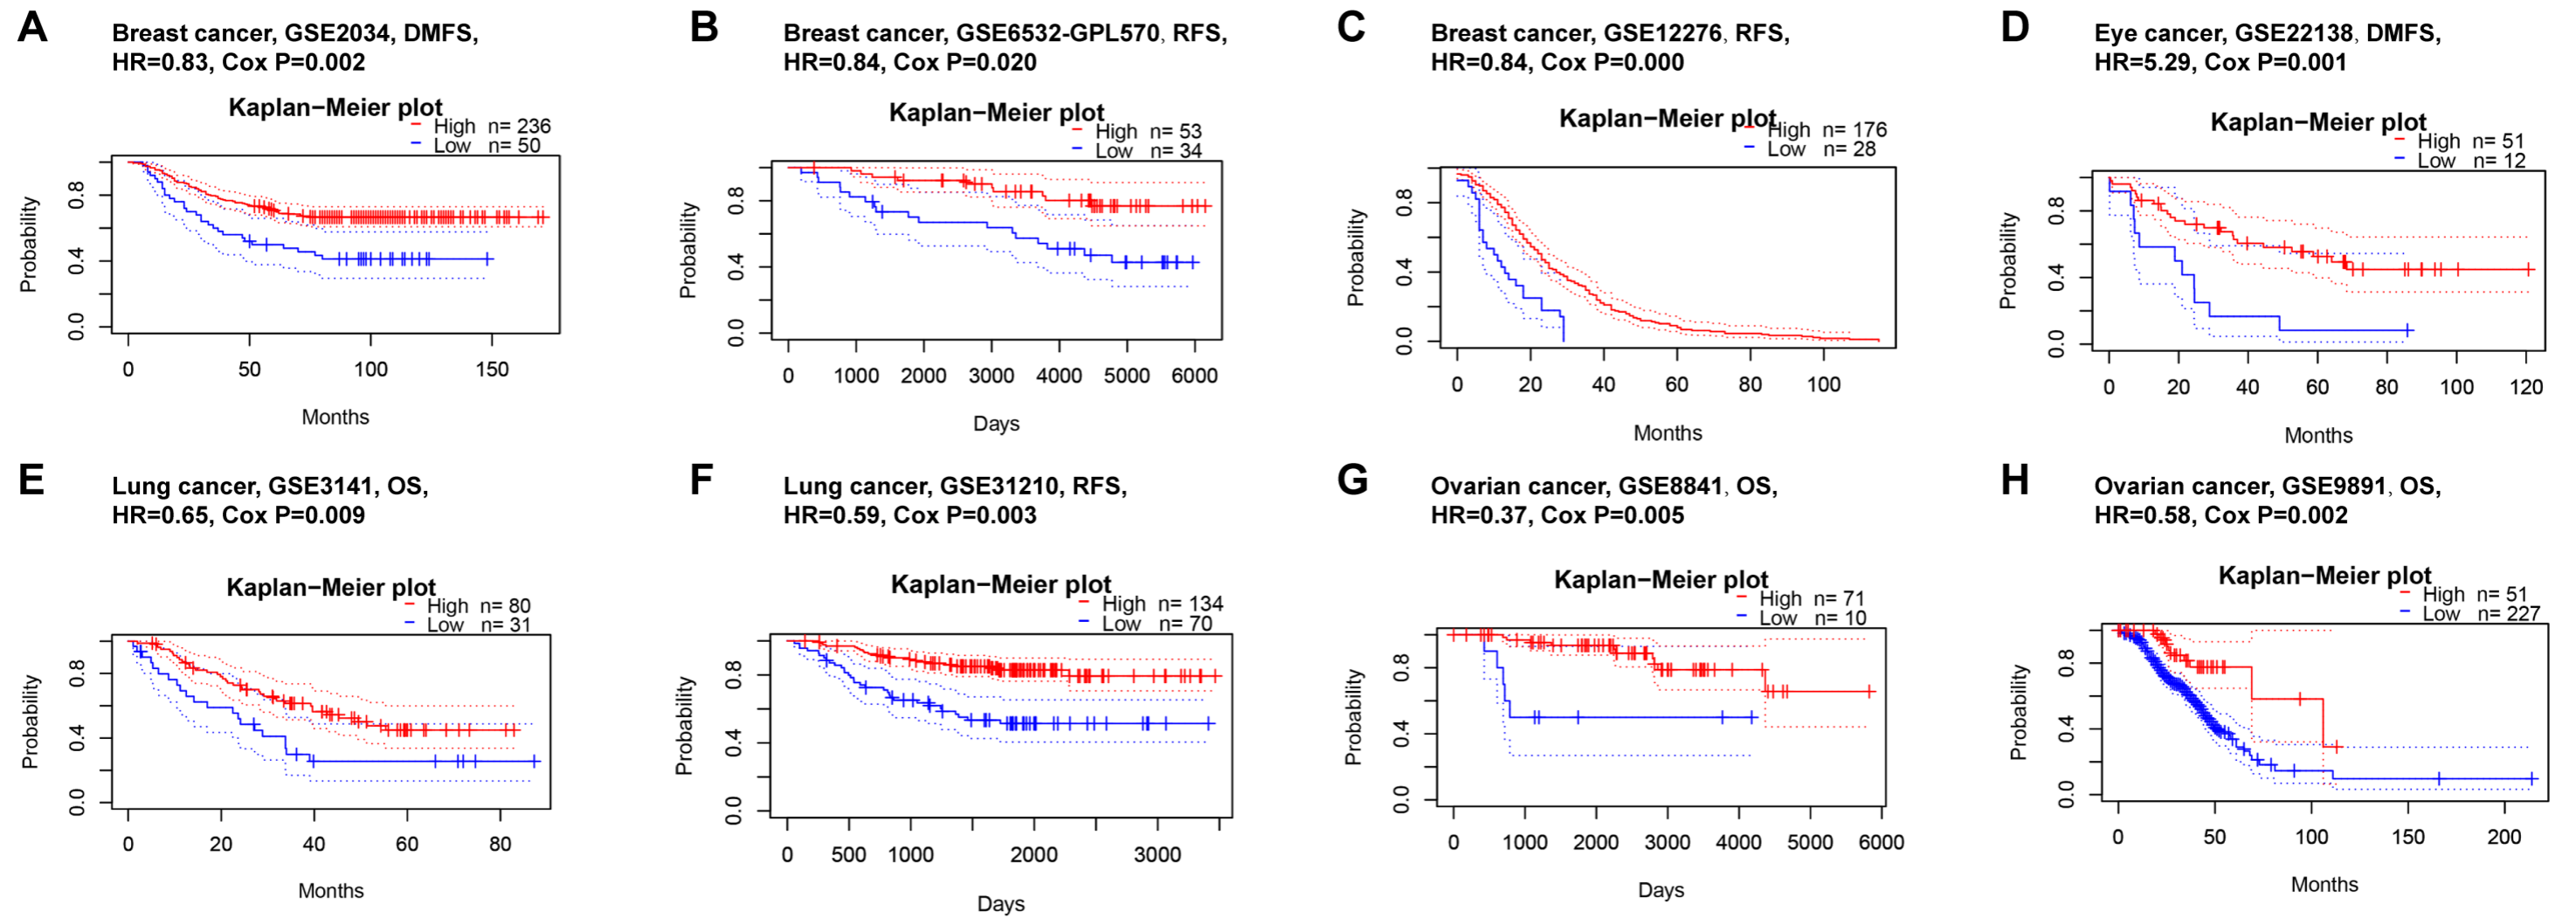 A
Breast cancer, GSE2034, DMFS,
HR=0.83, Cox P=0.002
Kaplan−Meier plot
High n= 236
Low n= 50
Probability
0.8
0.4
0.0
0 50 100 150
Months
B
Breast cancer, GSE6532-GPL570, RFS,
HR=0.84, Cox P=0.020
Kaplan−Meier plot
High n= 53
Low n= 34
Probability
0.8
0.4
0.0
0 1000 2000 3000 4000 5000 6000
Days
C
Breast cancer, GSE12276, RFS,
HR=0.84, Cox P=0.000
Kaplan−Meier plot
High n= 176
Low n= 28
Probability
0.8
0.4
0.0
0 20 40 60 80 100
Months
D
Eye cancer, GSE22138, DMFS,
HR=5.29, Cox P=0.001
Kaplan−Meier plot
High n= 51
Low n= 12
Probability
0.8
0.4
0.0
0 20 40 60 80 100 120
Months
E
Lung cancer, GSE3141, OS,
HR=0.65, Cox P=0.009
Kaplan−Meier plot
High n= 80
Low n= 31
Probability
0.8
0.4
0.0
0 20 40 60 80
Months
F
Lung cancer, GSE31210, RFS,
HR=0.59, Cox P=0.003
Kaplan−Meier plot
High n= 134
Low n= 70
Probability
0.8
0.4
0.0
0 500 1000 2000 3000
Days
G
Ovarian cancer, GSE8841, OS,
HR=0.37, Cox P=0.005
Kaplan−Meier plot
High n= 71
Low n= 10
Probability
0.8
0.4
0.0
0 1000 2000 3000 4000 5000 6000
Days
H
Ovarian cancer, GSE9891, OS,
HR=0.58, Cox P=0.002
Kaplan−Meier plot
High n= 51
Low n= 227
Probability
0.8
0.4
0.0
0 50 100 150 200
Months